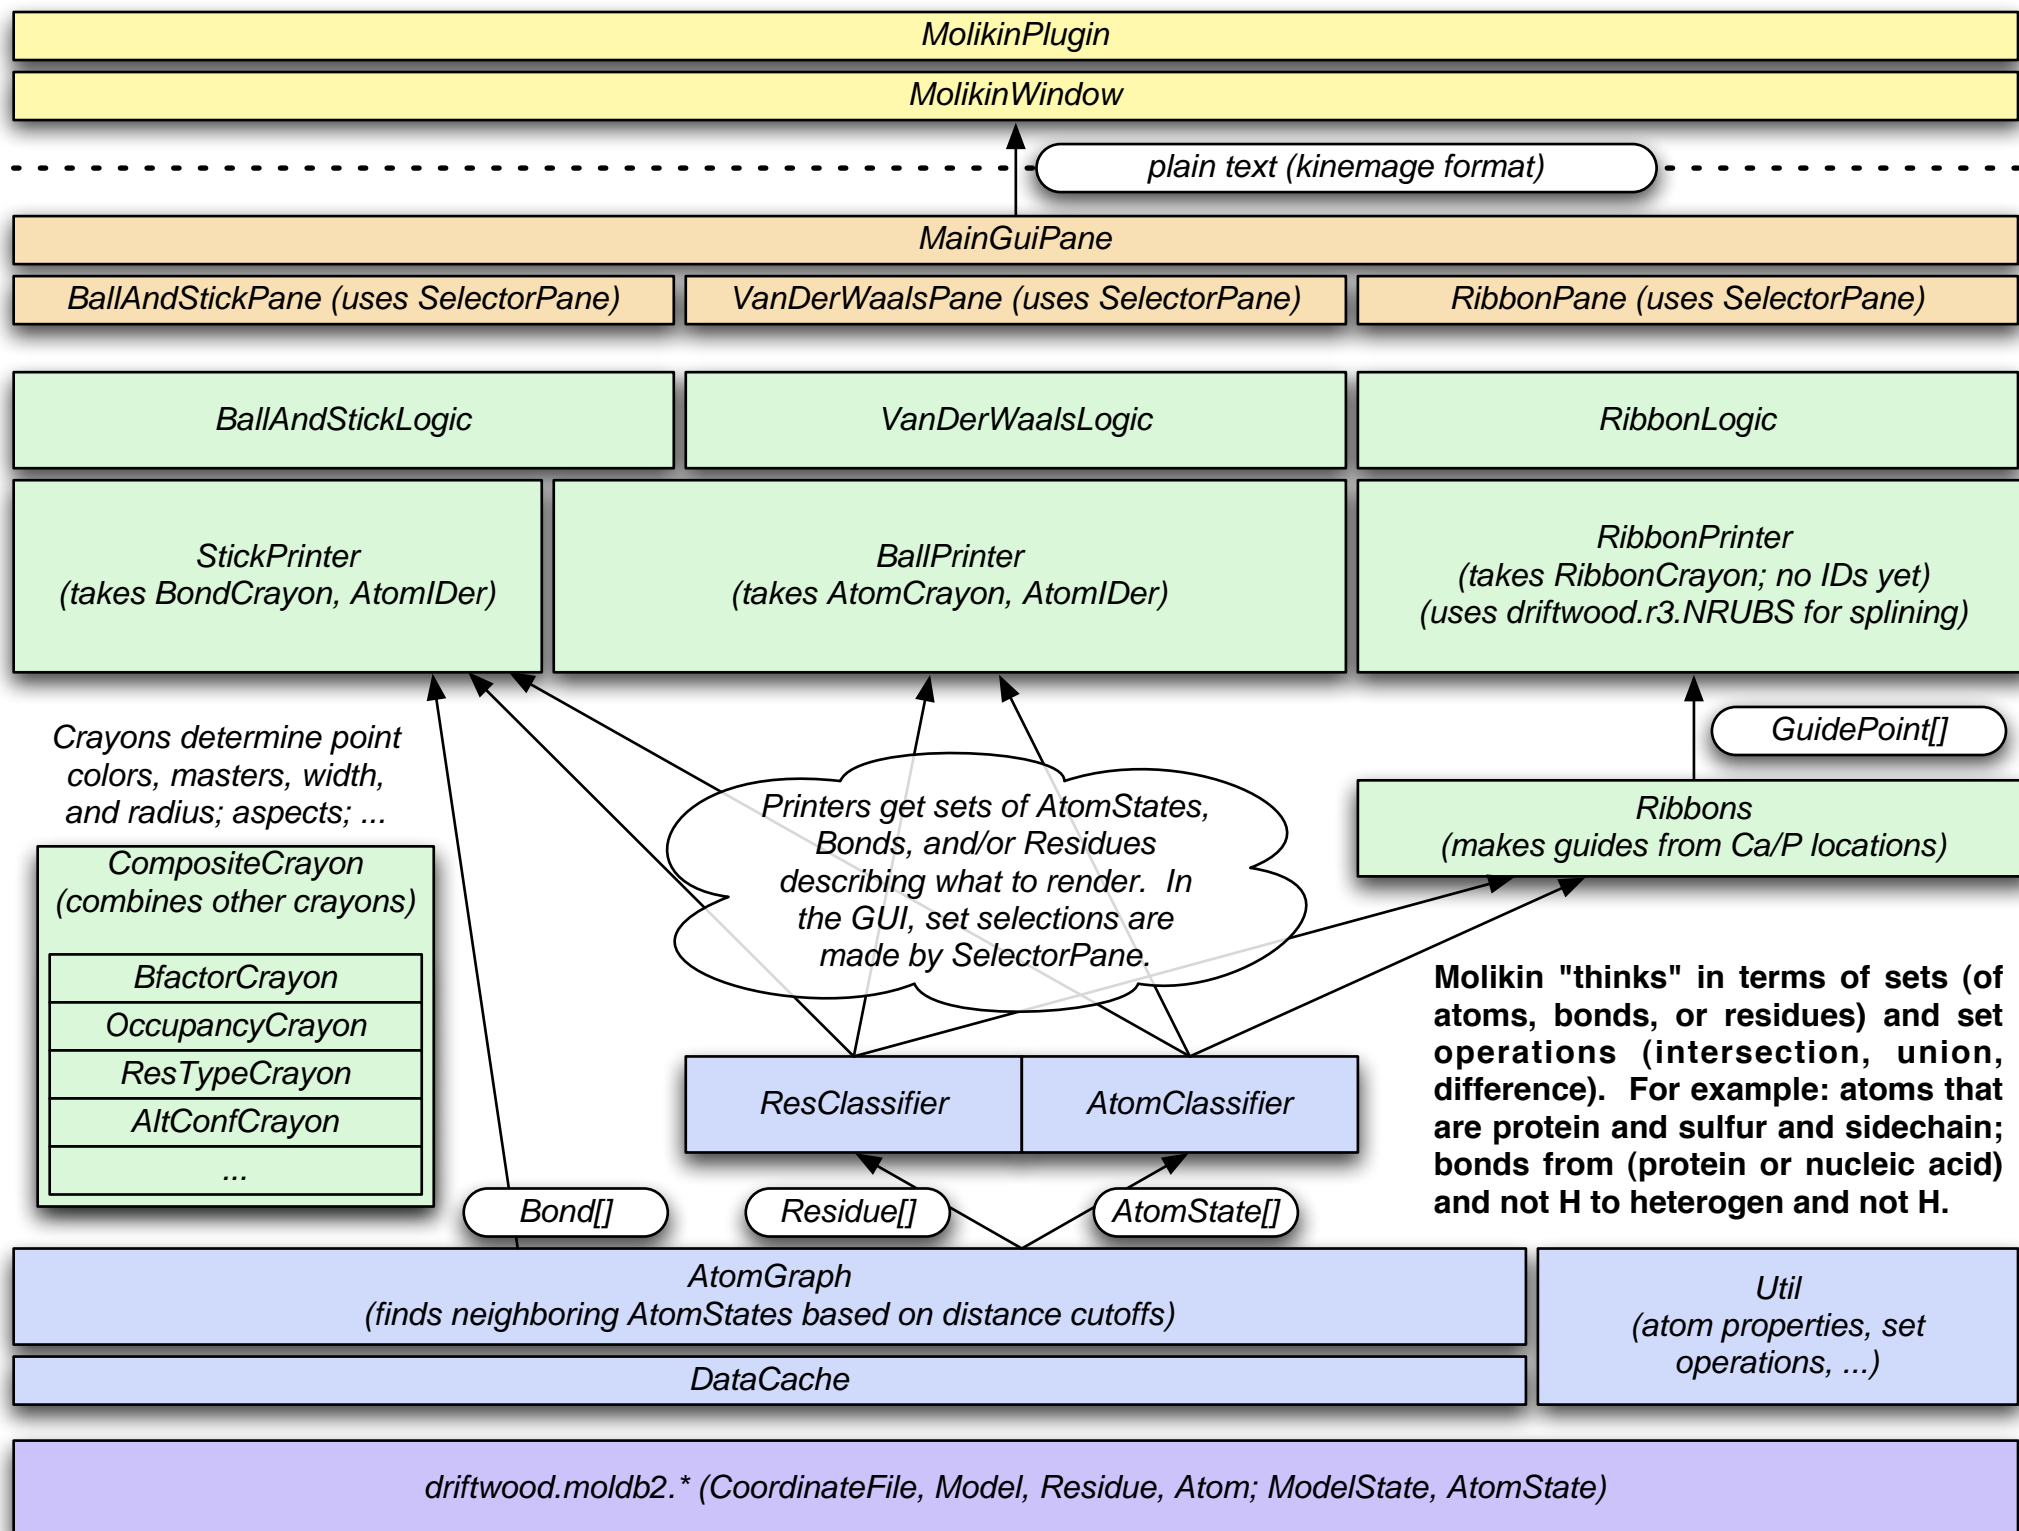 MolikinPlugin
MolikinWindow
plain text (kinemage format)
MainGuiPane
BallAndStickPane (uses SelectorPane)
VanDerWaalsPane (uses SelectorPane)
RibbonPane (uses SelectorPane)
BallAndStickLogic
VanDerWaalsLogic
RibbonLogic
StickPrinter
(takes BondCrayon, AtomIDer)
BallPrinter
(takes AtomCrayon, AtomIDer)
RibbonPrinter
(takes RibbonCrayon; no IDs yet)
(uses driftwood.r3.NRUBS for splining)
Crayons determine point
colors, masters, width,
and radius; aspects; ...
GuidePoint[]
Printers get sets of AtomStates,
Bonds, and/or Residues
describing what to render. In
the GUI, set selections are
made by SelectorPane.
Ribbons
(makes guides from Ca/P locations)
CompositeCrayon
(combines other crayons)
BfactorCrayon
OccupancyCrayon
ResTypeCrayon
AltConfCrayon
...
Molikin "thinks" in terms of sets (of
atoms, bonds, or residues) and set
operations (intersection, union,
difference). For example: atoms that
are protein and sulfur and sidechain;
bonds from (protein or nucleic acid)
and not H to heterogen and not H.
ResClassifier
AtomClassifier
Bond[]
Residue[]
AtomState[]
AtomGraph
(finds neighboring AtomStates based on distance cutoffs)
Util
(atom properties, set
operations, ...)
DataCache
driftwood.moldb2.* (CoordinateFile, Model, Residue, Atom; ModelState, AtomState)